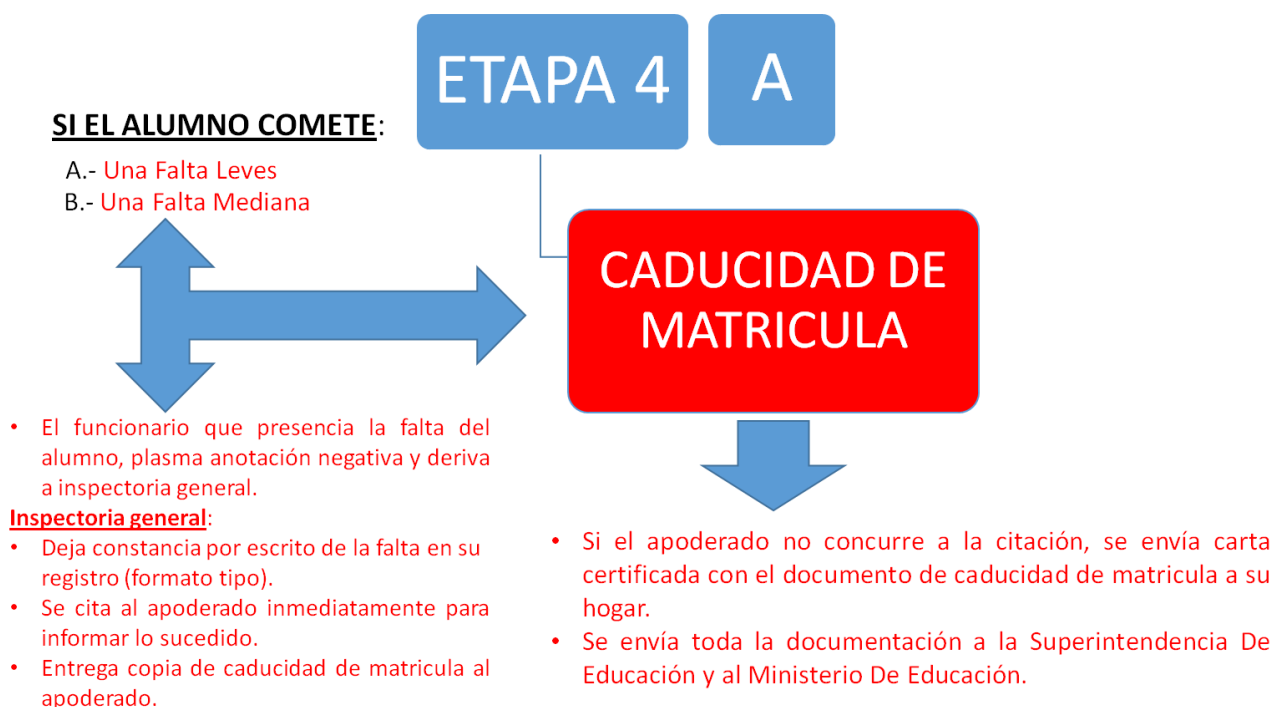 ETAPA 4
A
SI EL ALUMNO COMETE:
A.- Una Falta Leves
B.- Una Falta Mediana
CADUCIDAD DE
MATRICULA
• El funcionario que presencia la falta del
alumno, plasma anotación negativa y deriva
a inspectoria general.
Inspectoria general:
• Deja constancia por escrito de la falta en su
registro (formato tipo).
• Se cita al apoderado inmediatamente para
informar lo sucedido.
• Entrega copia de caducidad de matricula al
apoderado.
• Si el apoderado no concurre a la citación, se envía carta
certificada con el documento de caducidad de matricula a su
hogar.
• Se envía toda la documentación a la Superintendencia De
Educación y al Ministerio De Educación.